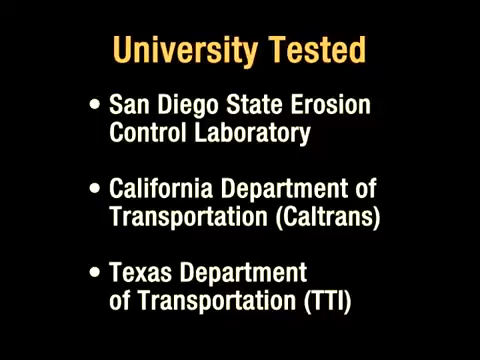 University Tested
• San Diego State Erosion
Control Laboratory
• California Department of
Transportation (Caltrans)
• Texas Department
of Transportation (TTI)